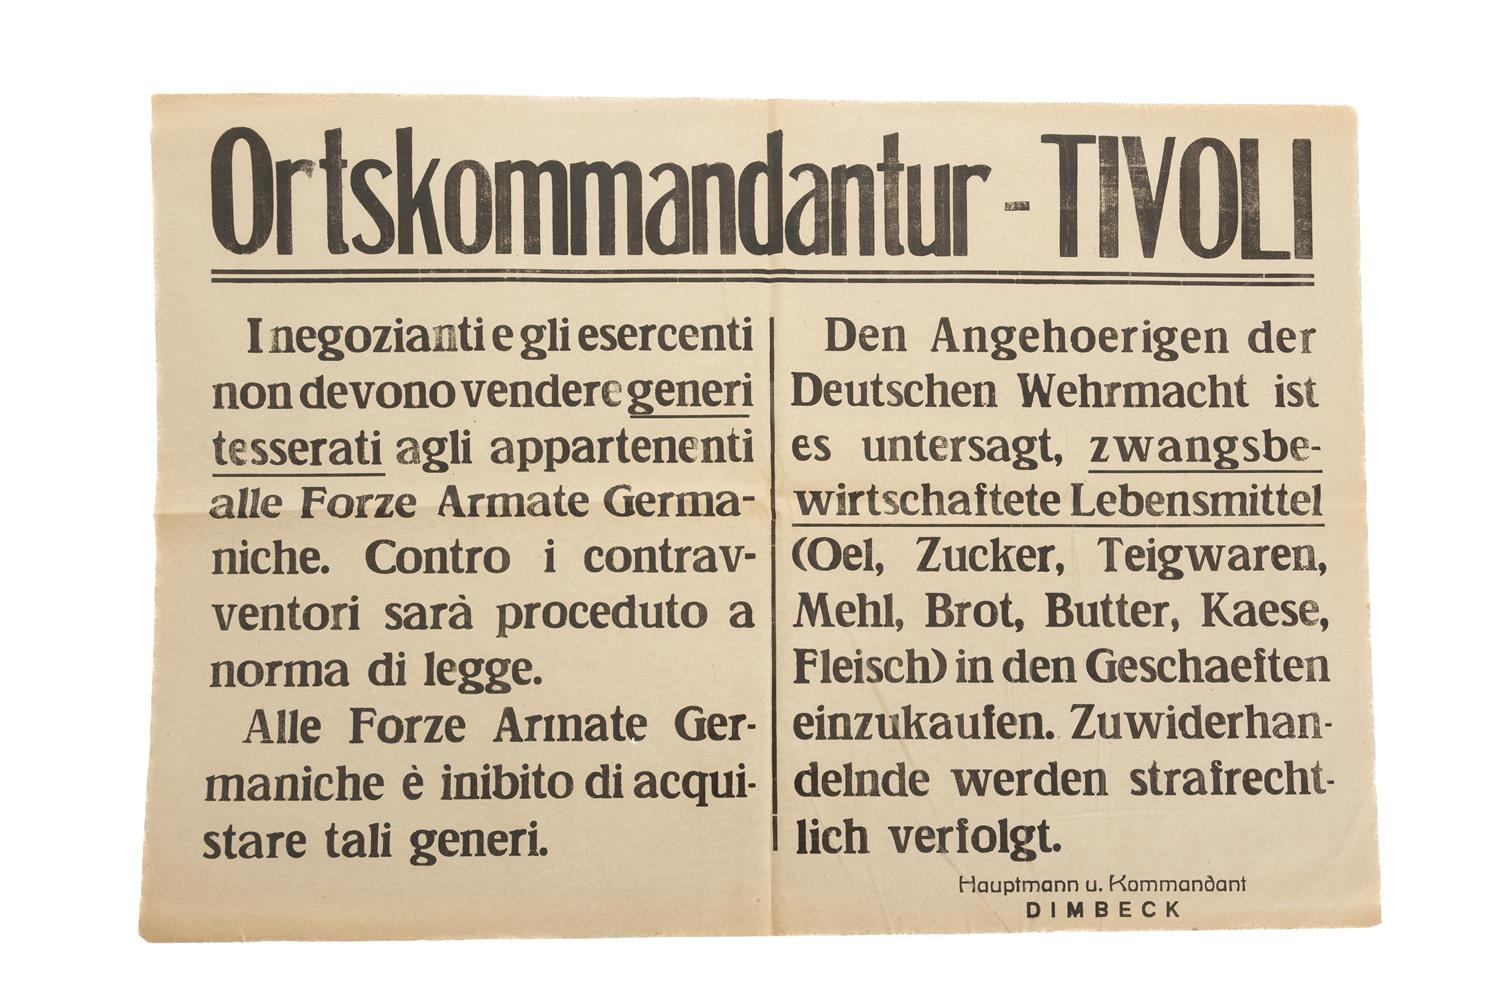 Ortskommandantur - TIVOLI
I negozianti e gli esercenti
non devono vendere generi
tesserati agli appartenenti
alle Forze Armate Germa-
niche. Contro i contrav-
ventori sarà proceduto a
norma di legge.
Alle Forze Armate Ger-
maniche è inibito di acqui-
stare tali generi.
Den Angehoerigen der
Deutschen Wehrmacht ist
es untersagt, zwangsbe-
wirtschaftete Lebensmittel
(Oel, Zucker, Teigwaren,
Mehl, Brot, Butter, Kaese,
Fleisch) in den Geschaeften
einzukaufen. Zuwiderhan-
delnde werden strafrecht-
lich verfolgt.
Hauptmann u. Kommandant
DIMBECK